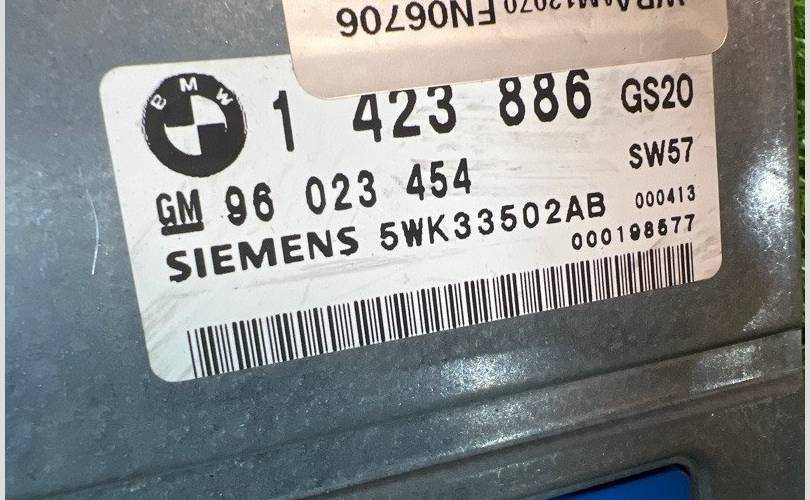 FN06706
BMW
1 423 886 GS20
GM 96 023 454 SW57
SIEMENS 5WK33502AB 000413
000198577